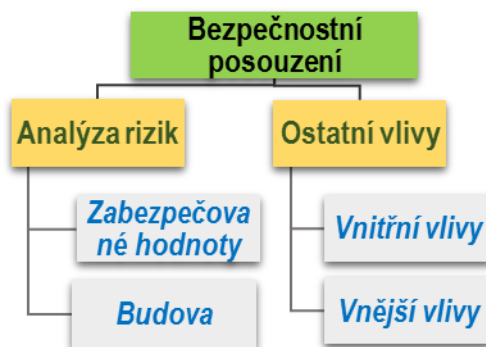 Bezpečnostní
posouzení
Analýza rizik
Ostatní vlivy
Zabezpečova
né hodnoty
Budova
Vnitřní vlivy
Vnější vlivy